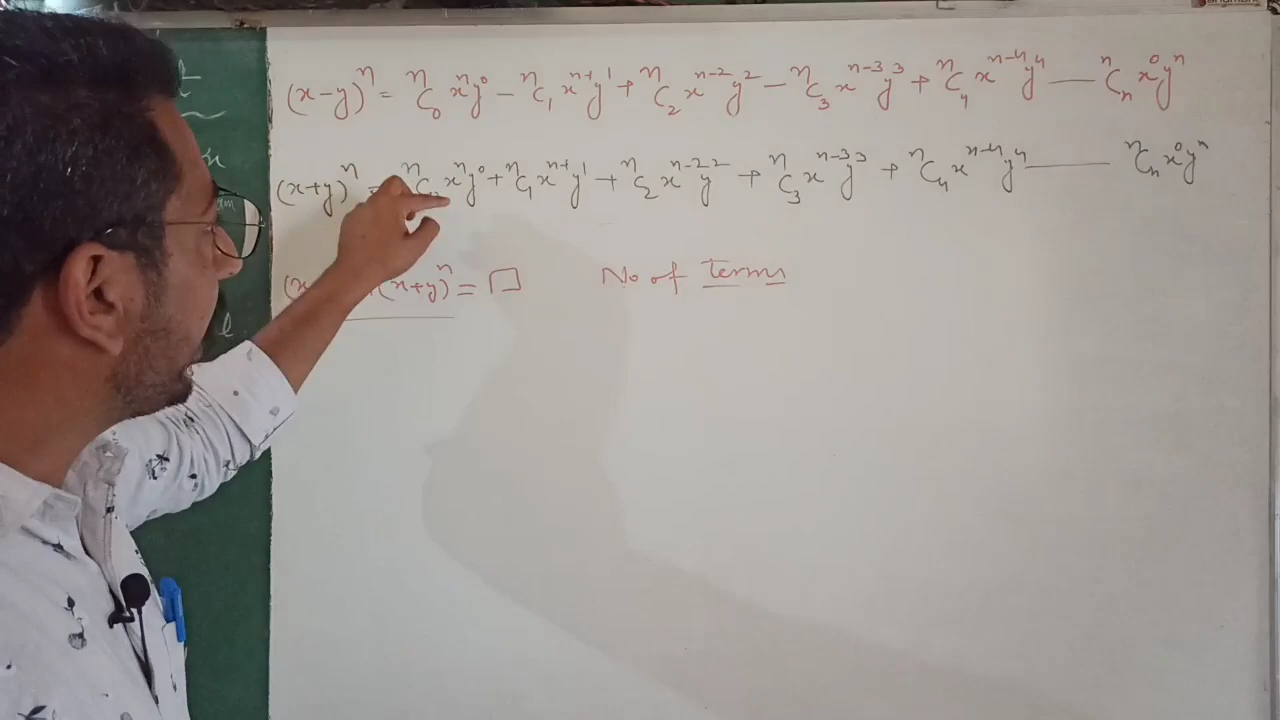 (x-y)ⁿ = ⁿC₀ xⁿy⁰ - ⁿC₁ xⁿ⁻¹y¹ + ⁿC₂ xⁿ⁻²y² - ⁿC₃ xⁿ⁻³y³ + ⁿC₄ xⁿ⁻⁴y⁴ — ⁿCₙ x⁰yⁿ
(x+y)ⁿ = ⁿC₀ xⁿy⁰ + ⁿC₁ xⁿ⁻¹y¹ + ⁿC₂ xⁿ⁻²y² + ⁿC₃ xⁿ⁻³y³ + ⁿC₄ xⁿ⁻⁴y⁴ — ⁿCₙ x⁰yⁿ
(x+y)ⁿ = □ No of terms